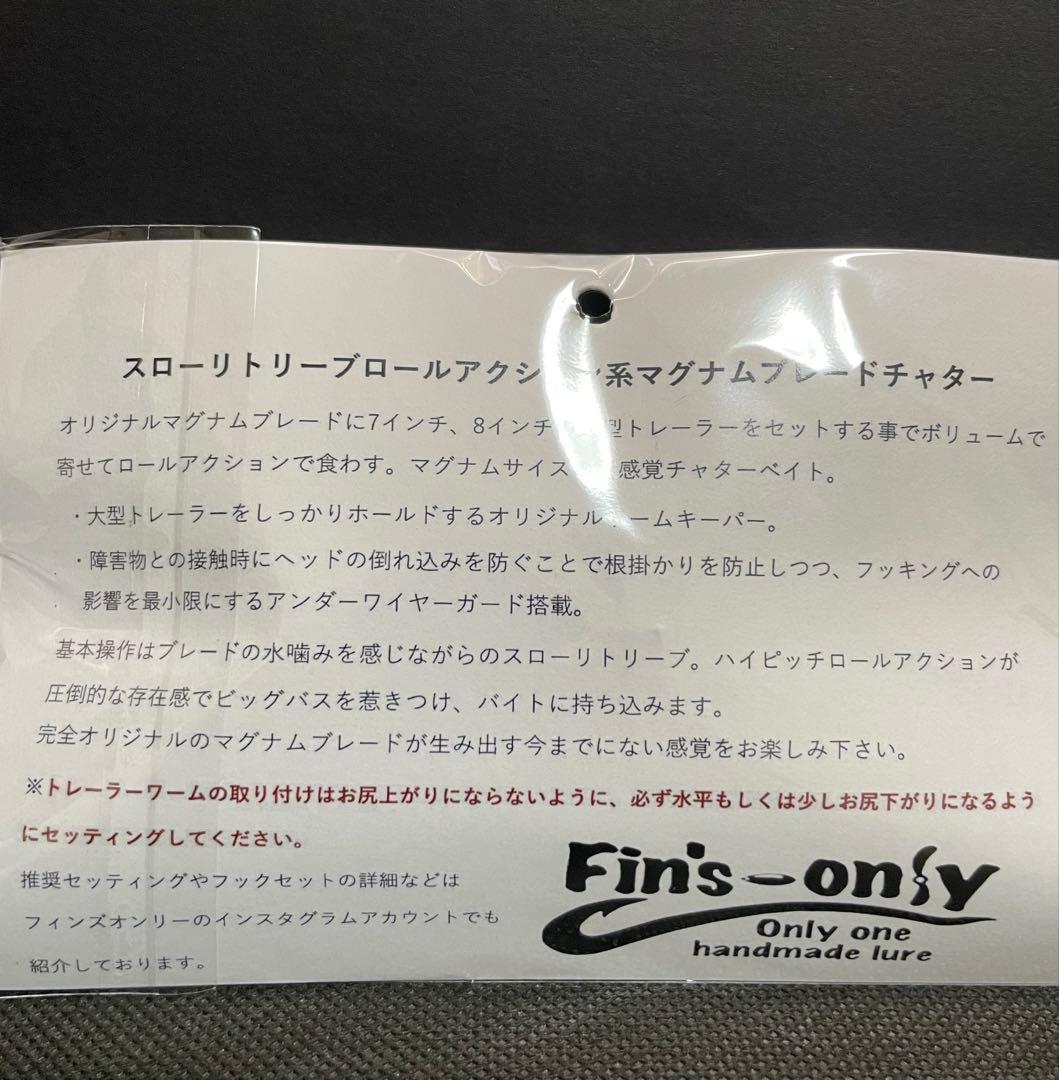 スローリトリーブロールアクション系マグナムブレードチャター
オリジナルマグナムブレードに7インチ、8インチ 型トレーラーをセットする事でボリュームで
寄せてロールアクションで食わす。マグナムサイズ 感覚チャターベイト。
・大型トレーラーをしっかりホールドするオリジナル ームキーパー。
・障害物との接触時にヘッドの倒れ込みを防ぐことで根掛かりを防止しつつ、フッキングへの
影響を最小限にするアンダーワイヤーガード搭載。
基本操作はブレードの水噛みを感じながらのスローリトリーブ。ハイピッチロールアクションが
圧倒的な存在感でビッグバスを惹きつけ、バイトに持ち込みます。
完全オリジナルのマグナムブレードが生み出す今までにない感覚をお楽しみ下さい。
※トレーラーワームの取り付けはお尻上がりにならないように、必ず水平もしくは少しお尻下がりになるよう
にセッティングしてください。
推奨セッティングやフックセットの詳細などは
フィンズオンリーのインスタグラムアカウントでも
紹介しております。
Fin's-only
Only one
handmade lure